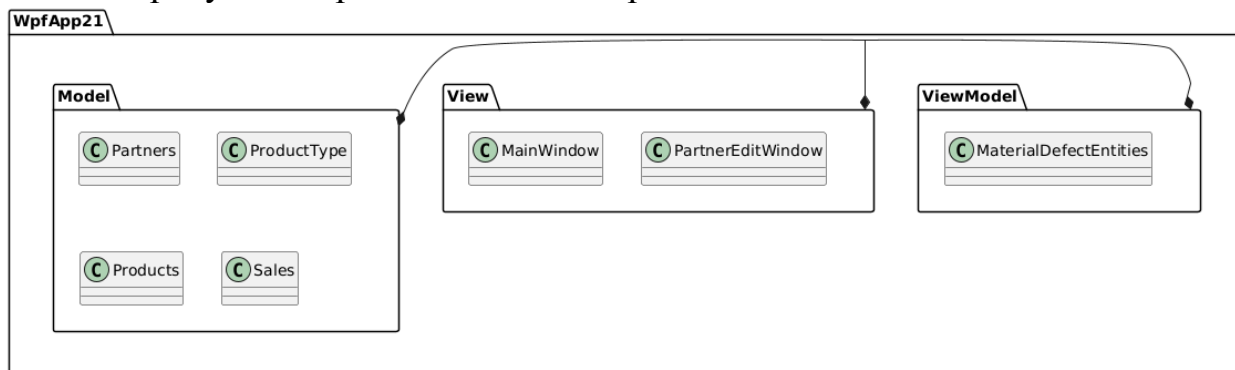 WpfApp21
Model
View
ViewModel
C Partners
C ProductType
C MainWindow
C PartnerEditWindow
C MaterialDefectEntities
C Products
C Sales